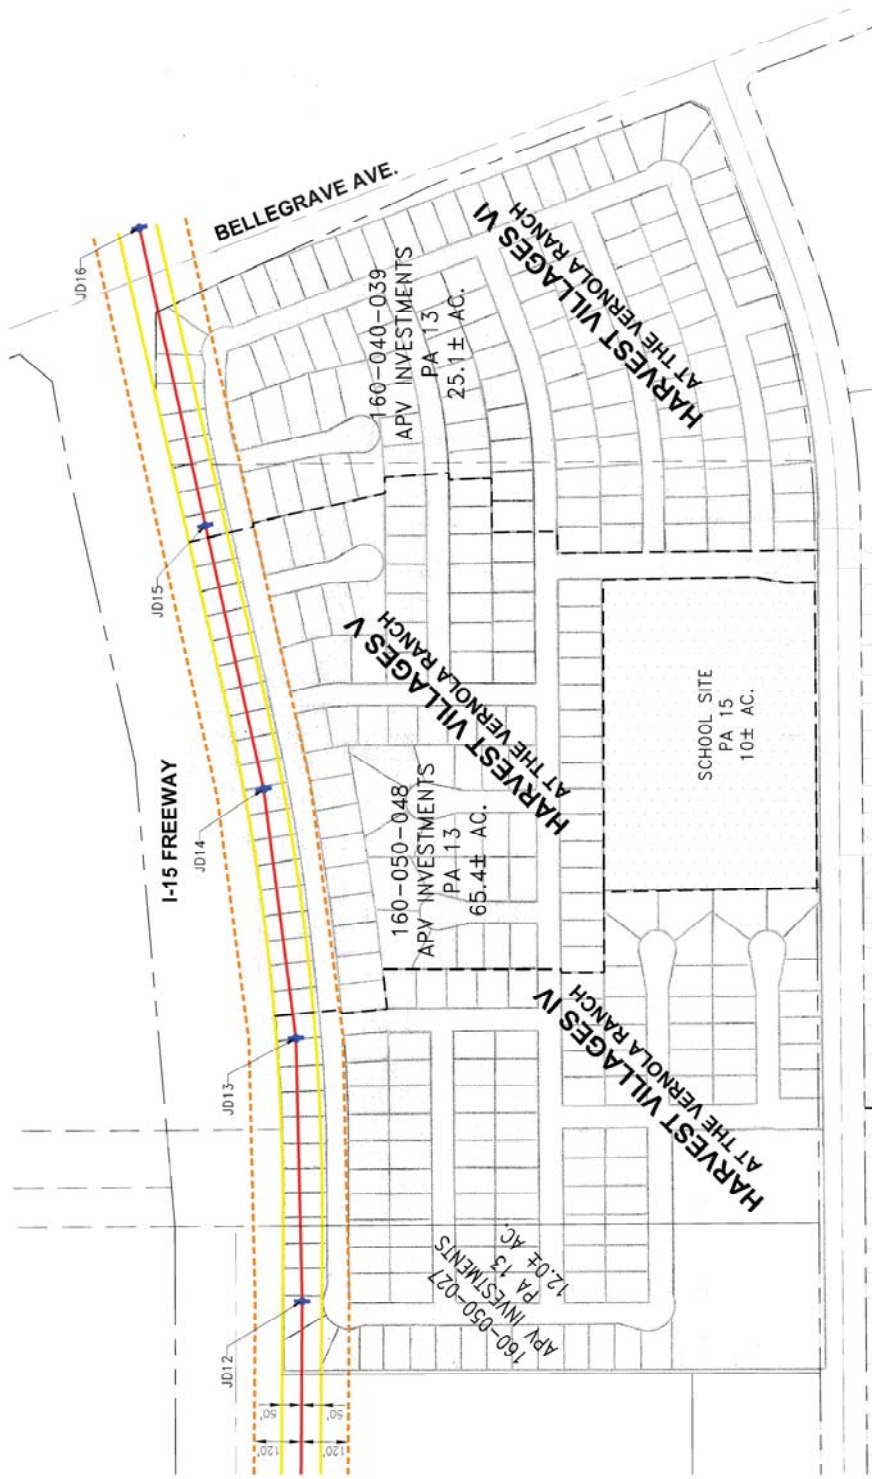 JD16
BELLEGRAVE AVE.
160-040-039
APV INVESTMENTS
PA 13
25.1± AC.
HARVEST VILLAGES VI
AT THE VERNOLA RANCH
JD15
HARVEST VILLAGES V
AT THE VERNOLA RANCH
I-15 FREEWAY
JD14
160-050-048
APV INVESTMENTS
PA 13
65.4± AC.
SCHOOL SITE
PA 15
10± AC.
JD13
HARVEST VILLAGES IV
AT THE VERNOLA RANCH
160-050-027
APV INVESTMENTS
PA 13
12.0± AC.
JD12
50'
50'
120'
120'